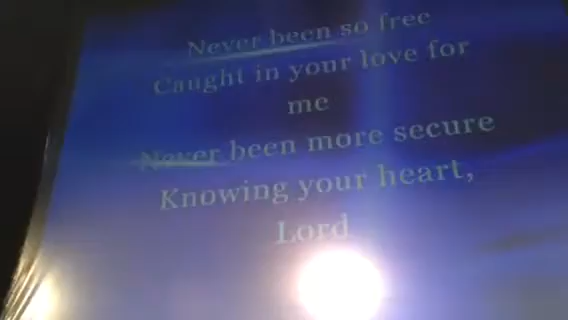 Never been so free
Caught in your love for
me
Never been more secure
Knowing your heart,
Lord